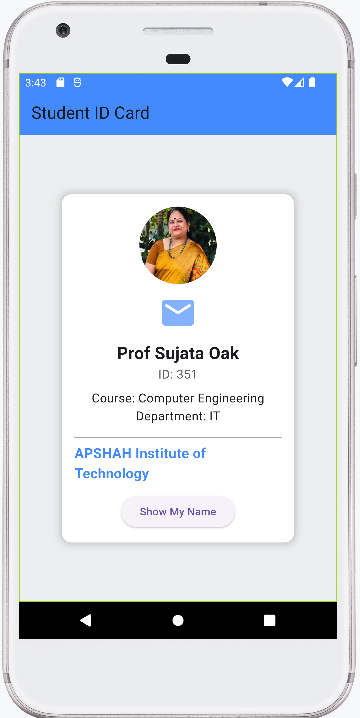 3:43
Student ID Card
Prof Sujata Oak
ID: 351
Course: Computer Engineering
Department: IT
APSHAH Institute of
Technology
Show My Name